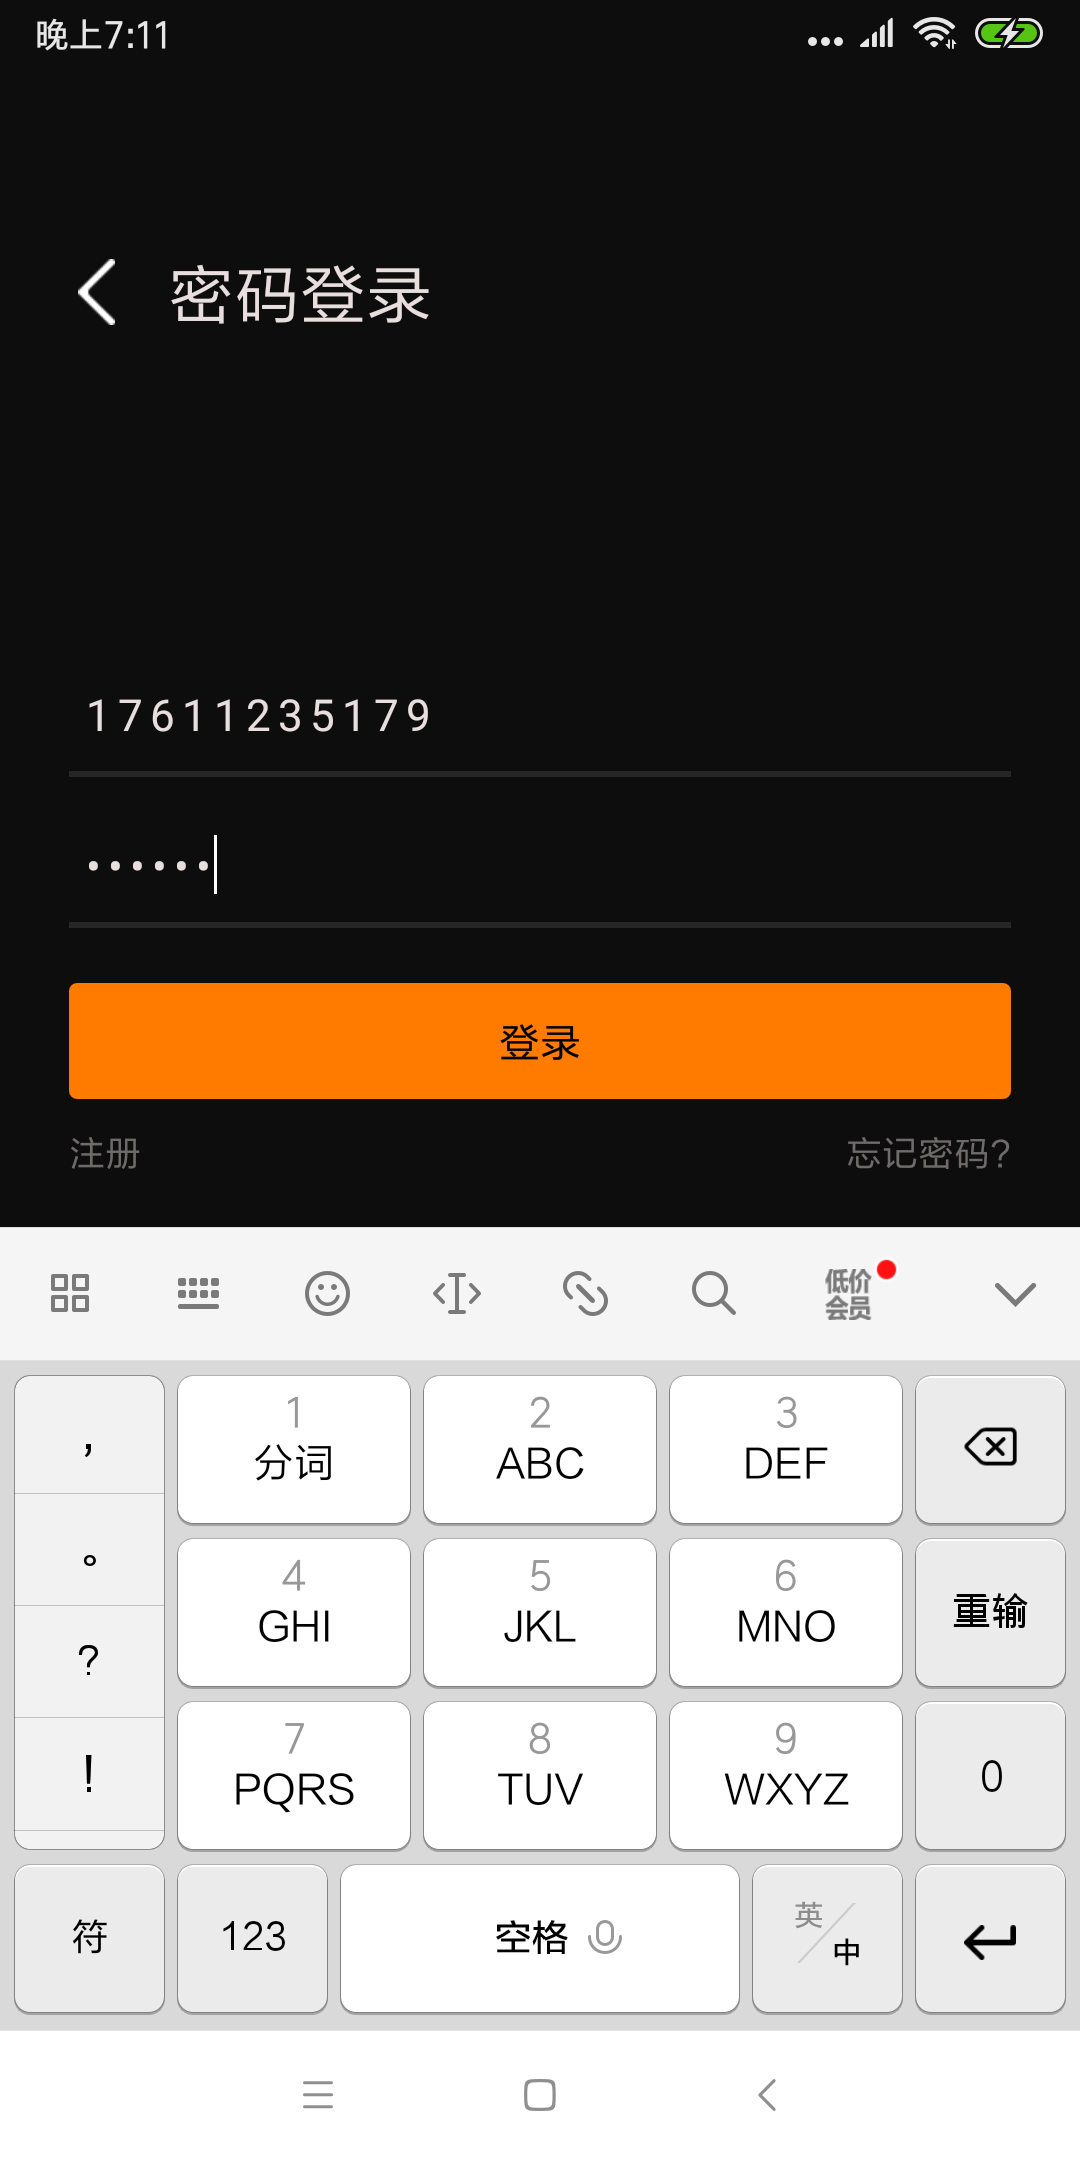 晚上7:11
密码登录
17611235179
••••••
登录
注册 忘记密码?
低价
会员
, 1 2 3
分词 ABC DEF
。 4 5 6
GHI JKL MNO 重输
?
7 8 9
! PQRS TUV WXYZ 0
符 123 空格 英/中